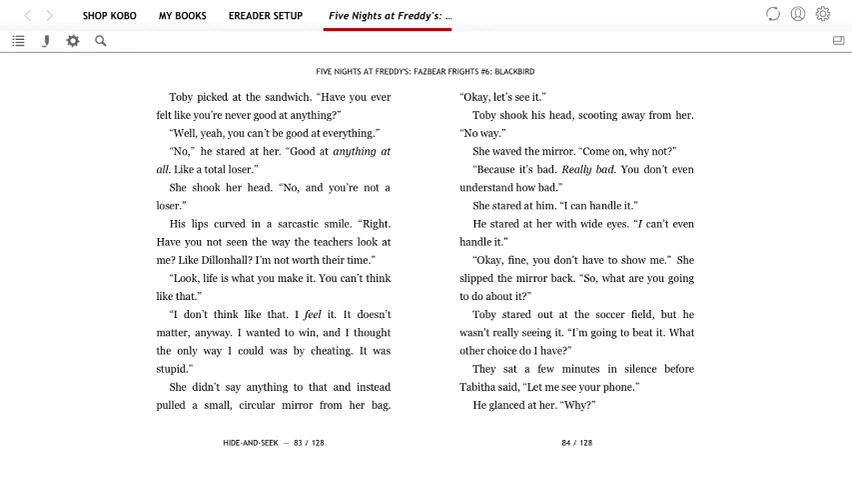 SHOP KOBO
MY BOOKS
EREADER SETUP
Five Nights at Freddy's: ...
FIVE NIGHTS AT FREDDY'S: FAZBEAR FRIGHTS #6: BLACKBIRD
Toby picked at the sandwich. “Have you ever
felt like you’re never good at anything?”
“Well, yeah, you can’t be good at everything.”
“No,” he stared at her. “Good at anything at
all. Like a total loser.”
She shook her head. “No, and you’re not a
loser.”
His lips curved in a sarcastic smile. “Right.
Have you not seen the way the teachers look at
me? Like Dillonhall? I’m not worth their time.”
“Look, life is what you make it. You can’t think
like that.”
“I don’t think like that. I feel it. It doesn’t
matter, anyway. I wanted to win, and I thought
the only way I could was by cheating. It was
stupid.”
She didn’t say anything to that and instead
pulled a small, circular mirror from her bag.
HIDE-AND-SEEK — 83 / 128
“Okay, let’s see it.”
Toby shook his head, scooting away from her.
“No way.”
She waved the mirror. “Come on, why not?”
“Because it’s bad. Really bad. You don’t even
understand how bad.”
She stared at him. “I can handle it.”
He stared at her with wide eyes. “I can’t even
handle it.”
“Okay, fine, you don’t have to show me.” She
slipped the mirror back. “So, what are you going
to do about it?”
Toby stared out at the soccer field, but he
wasn’t really seeing it. “I’m going to beat it. What
other choice do I have?”
They sat a few minutes in silence before
Tabitha said, “Let me see your phone.”
He glanced at her. “Why?”
84 / 128